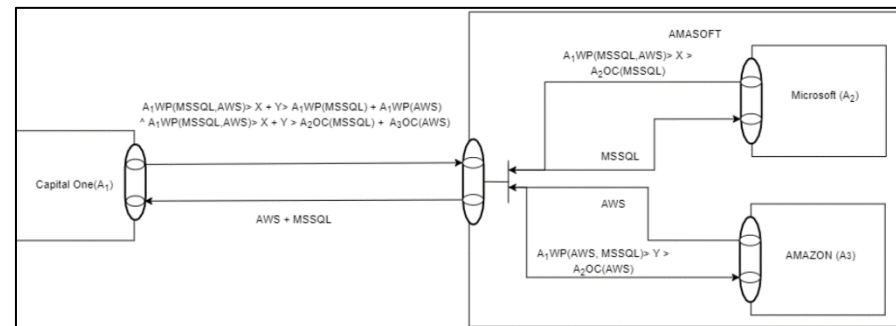 AMASOFT
A₁WP(MSSQL,AWS)> X >
A₂OC(MSSQL)
Microsoft (A₂)
A₁WP(MSSQL,AWS)> X + Y> A₁WP(MSSQL) + A₁WP(AWS)
^ A₁WP(MSSQL,AWS)> X + Y > A₂OC(MSSQL) + A₃OC(AWS)
MSSQL
Capital One(A₁)
AWS
AWS + MSSQL
A₁WP(AWS, MSSQL)> Y >
A₂OC(AWS)
AMAZON (A₃)